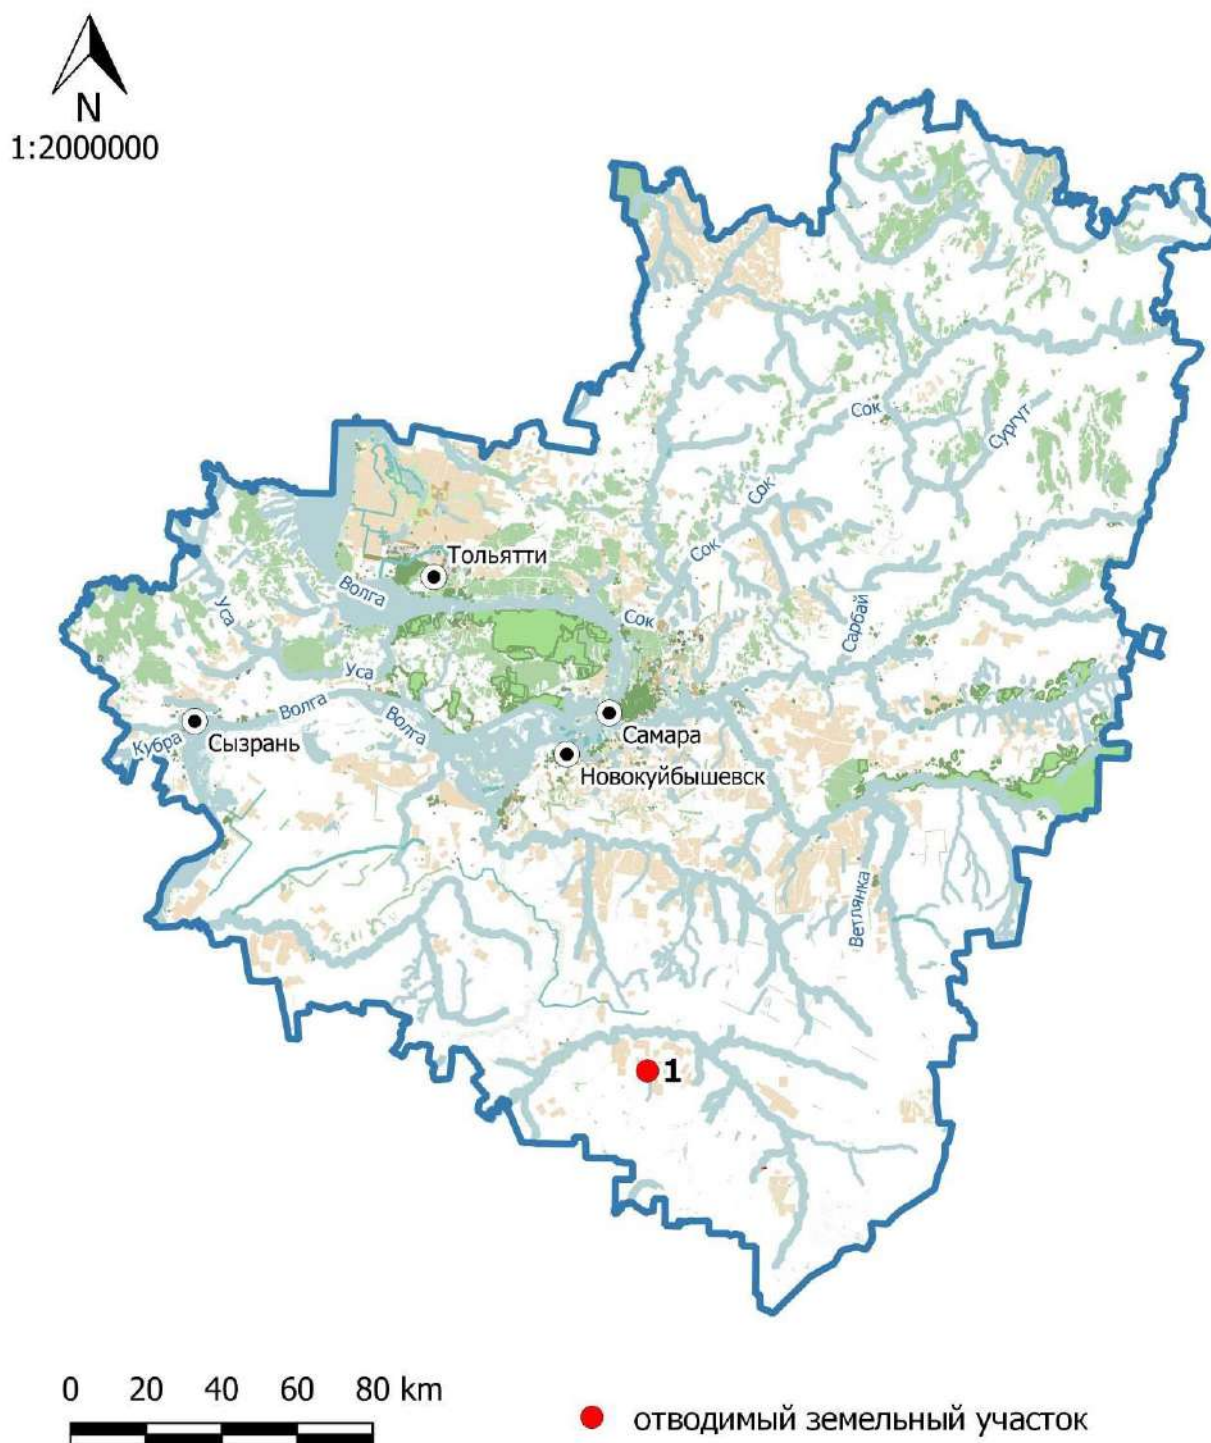 N
1:2000000
Сок
Сургут
Сок
Сок
Тольятти
Волга
Сок
Сарбай
Уса
Уса
Волга
Волга
Кубра
Сызрань
Самара
Новокуйбышевск
Ветлянка
1
0 20 40 60 80 km
отводимый земельный участок